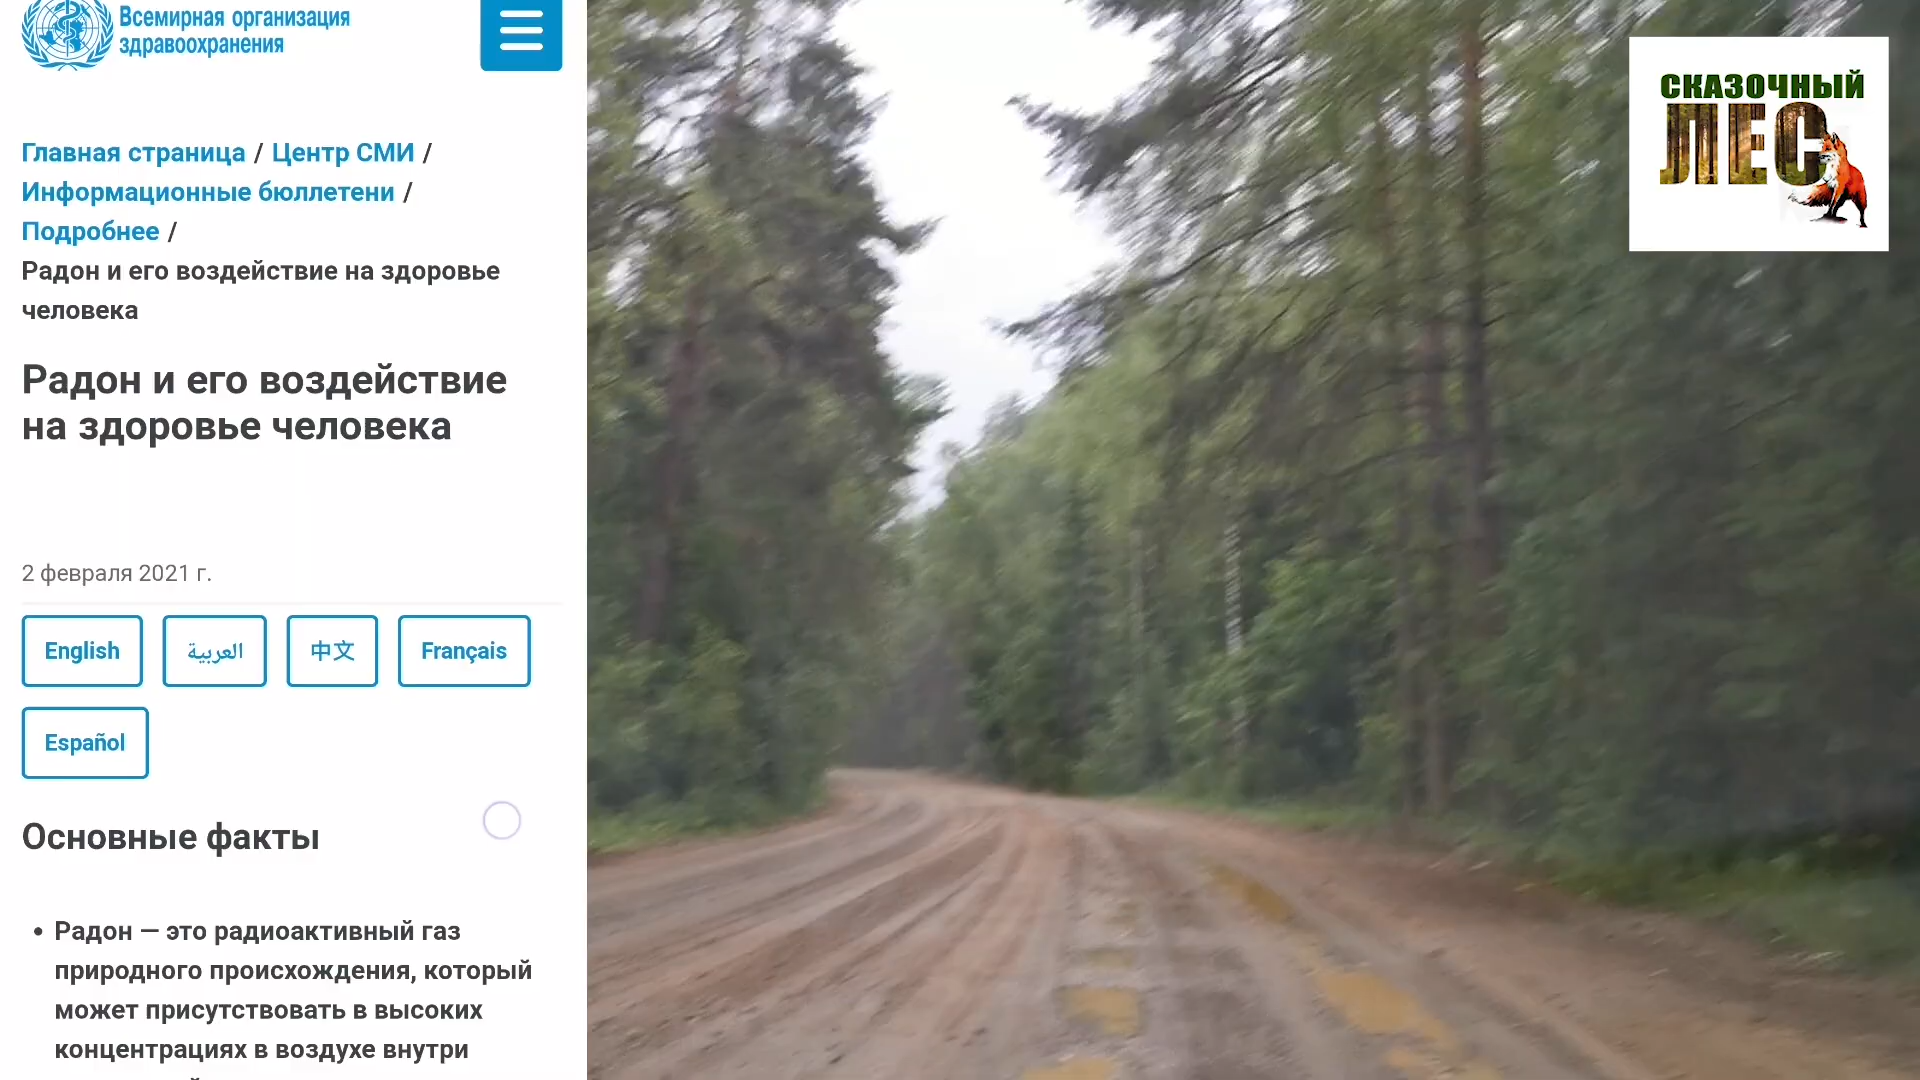 Всемирная организация
здравоохранения
Главная страница / Центр СМИ /
Информационные бюллетени /
Подробнее /
Радон и его воздействие на здоровье
человека
Радон и его воздействие
на здоровье человека
2 февраля 2021 г.
English العربية 中文 Français
Español
Основные факты
• Радон — это радиоактивный газ
природного происхождения, который
может присутствовать в высоких
концентрациях в воздухе внутри
СКАЗОЧНЫЙ
ЛЕС